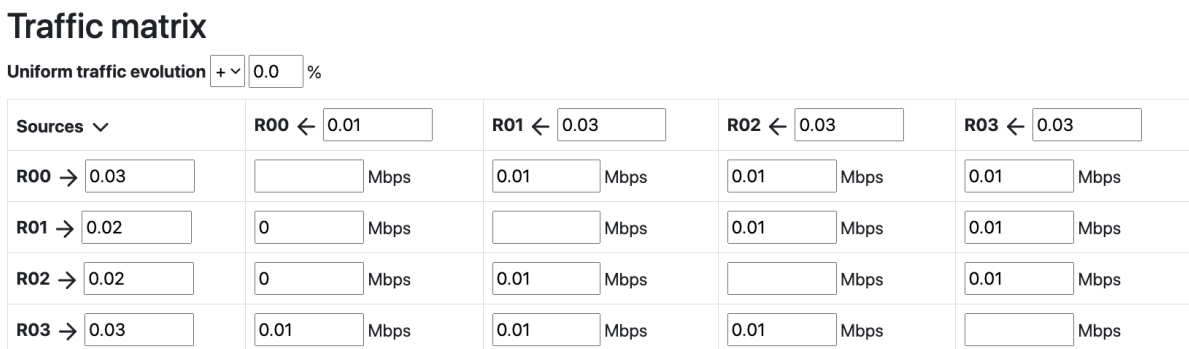 Traffic matrix
Uniform traffic evolution + 0.0 %
Sources R00 ← 0.01 R01 ← 0.03 R02 ← 0.03 R03 ← 0.03
R00 → 0.03 Mbps 0.01 Mbps 0.01 Mbps 0.01 Mbps
R01 → 0.02 0 Mbps Mbps 0.01 Mbps 0.01 Mbps
R02 → 0.02 0 Mbps 0.01 Mbps Mbps 0.01 Mbps
R03 → 0.03 0.01 Mbps 0.01 Mbps 0.01 Mbps Mbps